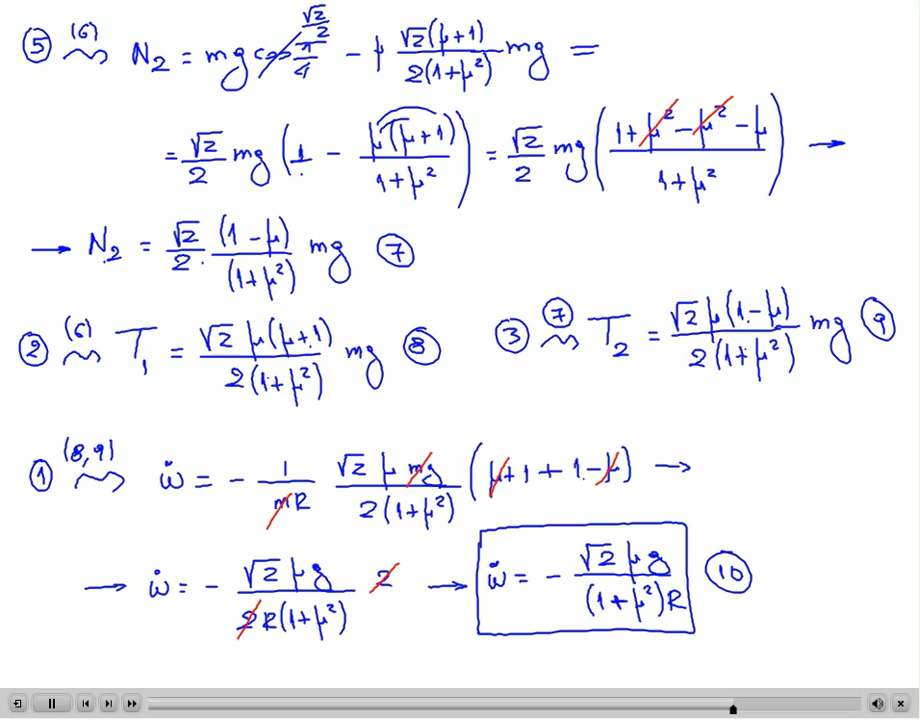 ⑤ (6) ⇝ N₂ = mg cos π/4 √2/2 − μ √2(μ+1)/2(1+μ²) mg =
= √2/2 mg (1 − μ(μ+1)/1+μ²) = √2/2 mg (1+μ²−μ²−μ/1+μ²) →
→ N₂ = √2/2 (1−μ)/(1+μ²) mg ⑦
② (6) ⇝ T₁ = √2 μ(μ+1)/2(1+μ²) mg ⑧ ③ ⑦ ⇝ T₂ = √2 μ(1−μ)/2(1+μ²) mg ⑨
① (8,9) ⇝ ẇ = − 1/mR √2 μ mg/2(1+μ²) (μ+1+1−μ) →
→ ẇ = − √2 μg/2R(1+μ²) 2 → ẇ = − √2 μg/(1+μ²)R ⑩